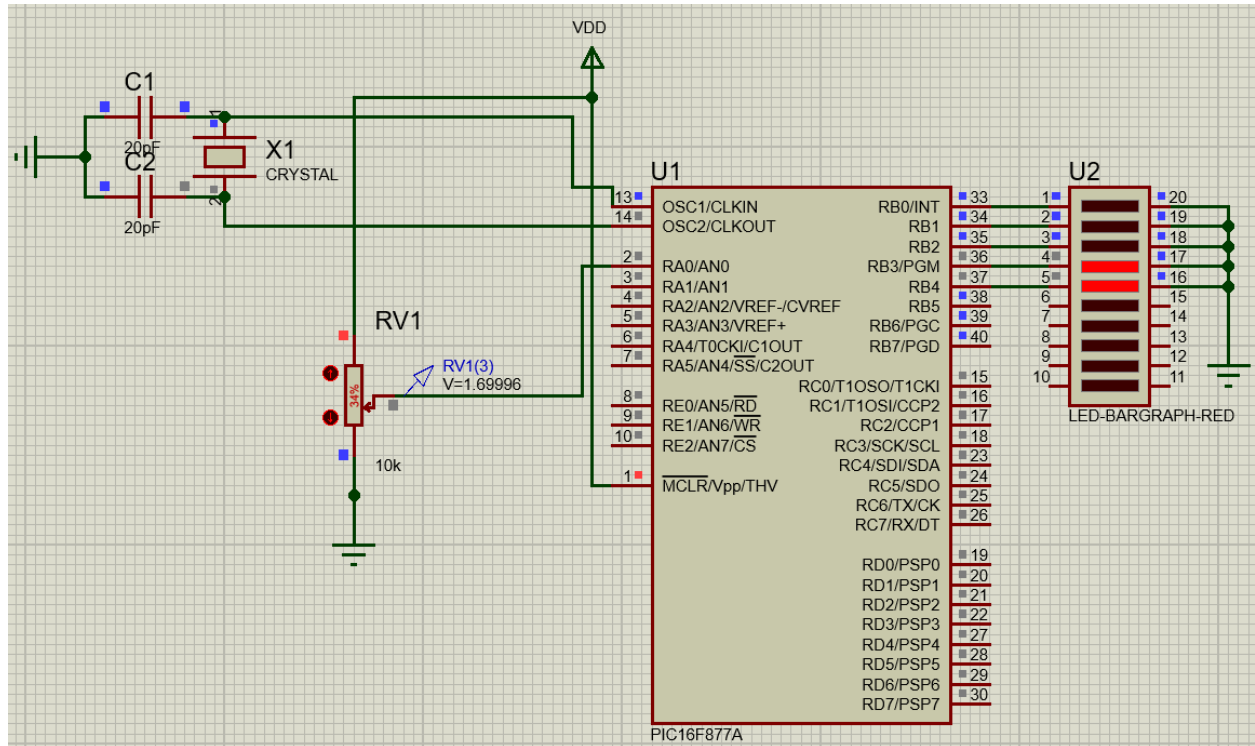 VDD
C1
20pF
C2
20pF
1
2
X1
CRYSTAL
RV1
34%
RV1(3)
V=1.69996
10k
U1
13 OSC1/CLKIN
14 OSC2/CLKOUT
2 RA0/AN0
3 RA1/AN1
4 RA2/AN2/VREF-/CVREF
5 RA3/AN3/VREF+
6 RA4/T0CKI/C1OUT
7 RA5/AN4/SS/C2OUT
8 RE0/AN5/RD
9 RE1/AN6/WR
10 RE2/AN7/CS
1 MCLR/Vpp/THV
RB0/INT 33
RB1 34
RB2 35
RB3/PGM 36
RB4 37
RB5 38
RB6/PGC 39
RB7/PGD 40
RC0/T1OSO/T1CKI 15
RC1/T1OSI/CCP2 16
RC2/CCP1 17
RC3/SCK/SCL 18
RC4/SDI/SDA 23
RC5/SDO 24
RC6/TX/CK 25
RC7/RX/DT 26
RD0/PSP0 19
RD1/PSP1 20
RD2/PSP2 21
RD3/PSP3 22
RD4/PSP4 27
RD5/PSP5 28
RD6/PSP6 29
RD7/PSP7 30
PIC16F877A
U2
1 20
2 19
3 18
4 17
5 16
6 15
7 14
8 13
9 12
10 11
LED-BARGRAPH-RED